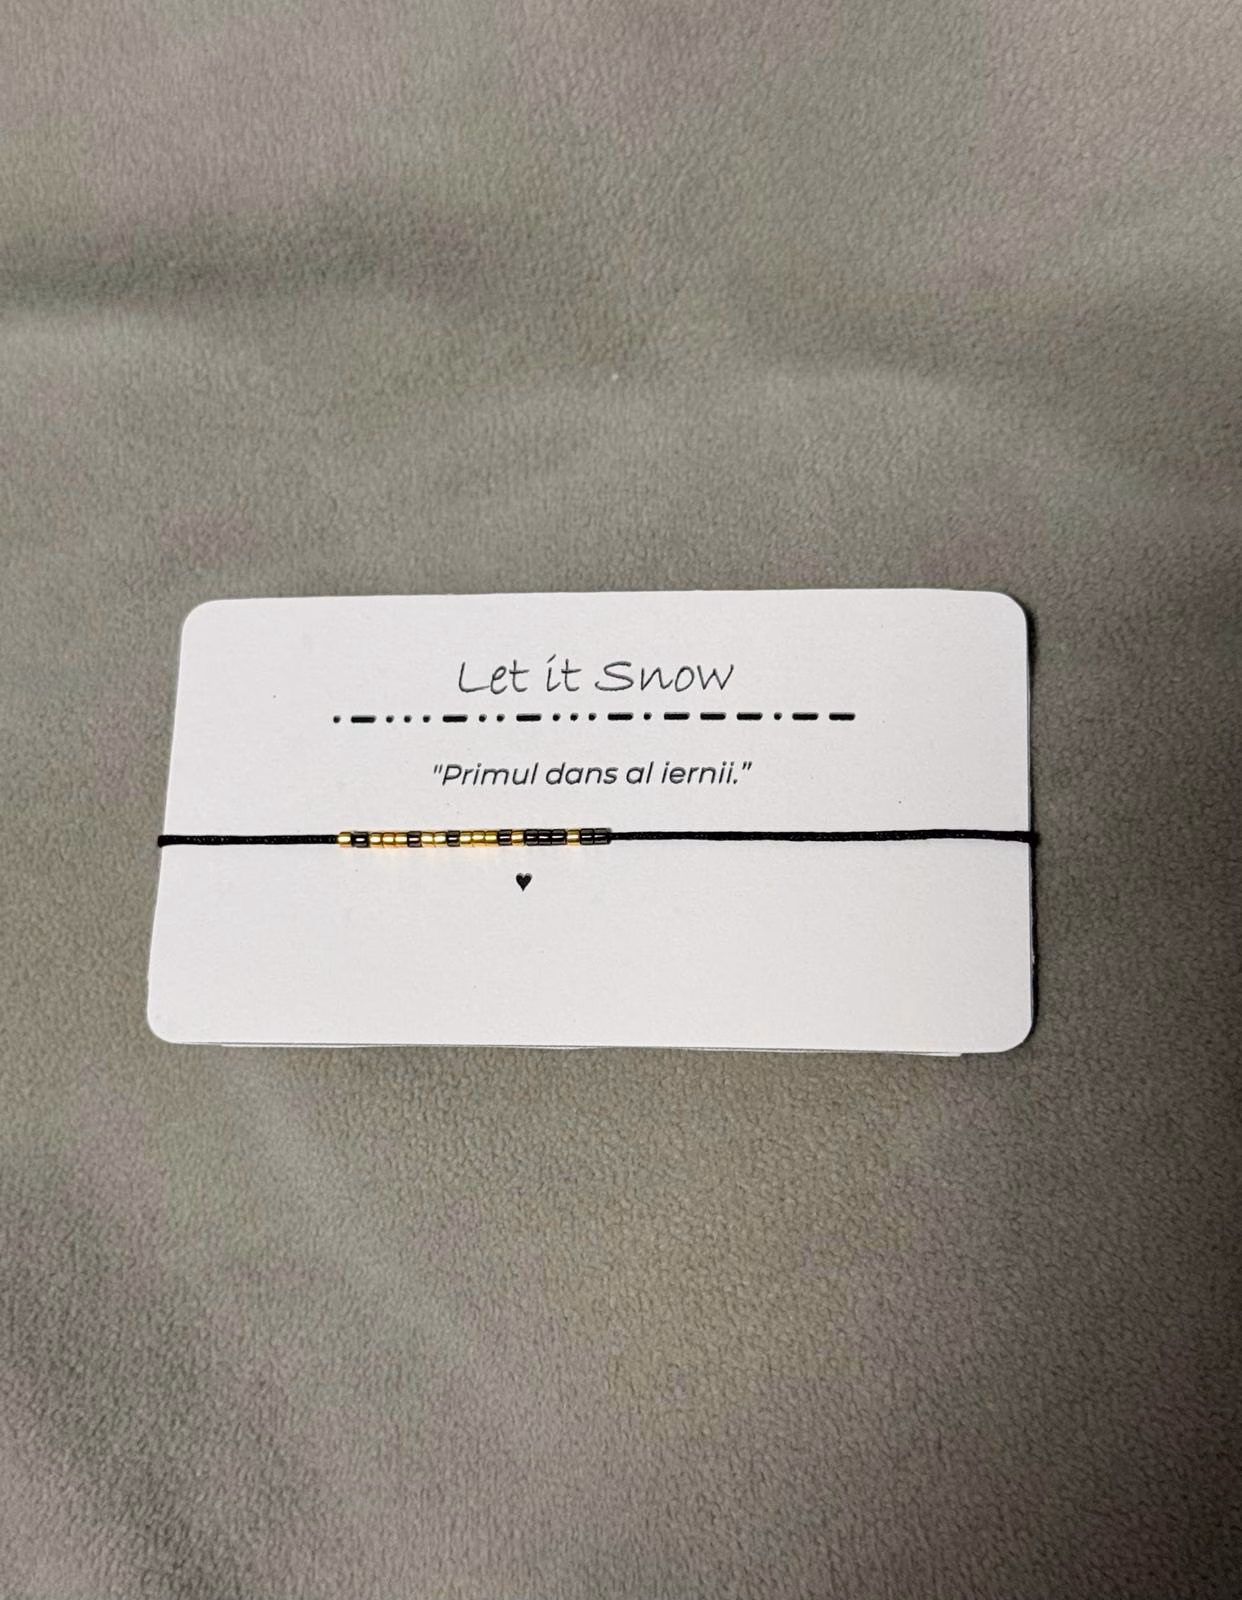 Let it Snow
. _ . . . _ . . _ . . . _ . _ _ _ . _ _
"Primul dans al iernii."
♥